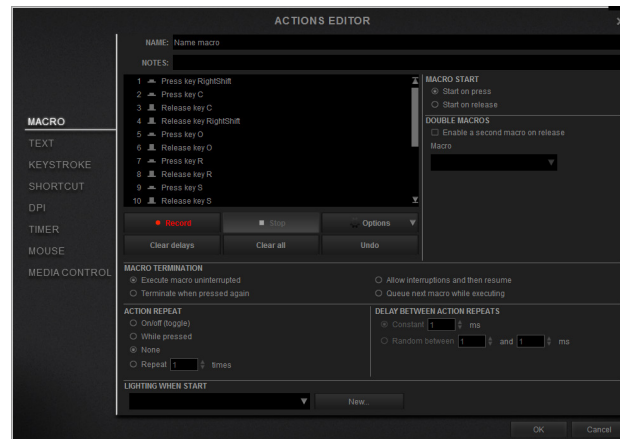 ACTIONS EDITOR
NAME: Name macro
NOTES:
MACRO
TEXT
KEYSTROKE
SHORTCUT
DPI
TIMER
MOUSE
MEDIA CONTROL
1 Press key RightShift
2 Press key C
3 Release key C
4 Release key RightShift
5 Press key O
6 Release key O
7 Press key R
8 Release key R
9 Press key S
10 Release key S
Record Stop Options
Clear delays Clear all Undo
MACRO START
Start on press
Start on release
DOUBLE MACROS
Enable a second macro on release
Macro
MACRO TERMINATION
Execute macro uninterrupted
Terminate when pressed again
Allow interruptions and then resume
Queue next macro while executing
ACTION REPEAT
On/off (toggle)
While pressed
None
Repeat 1 times
DELAY BETWEEN ACTION REPEATS
Constant 1 ms
Random between 1 and 1 ms
LIGHTING WHEN START
New...
OK Cancel